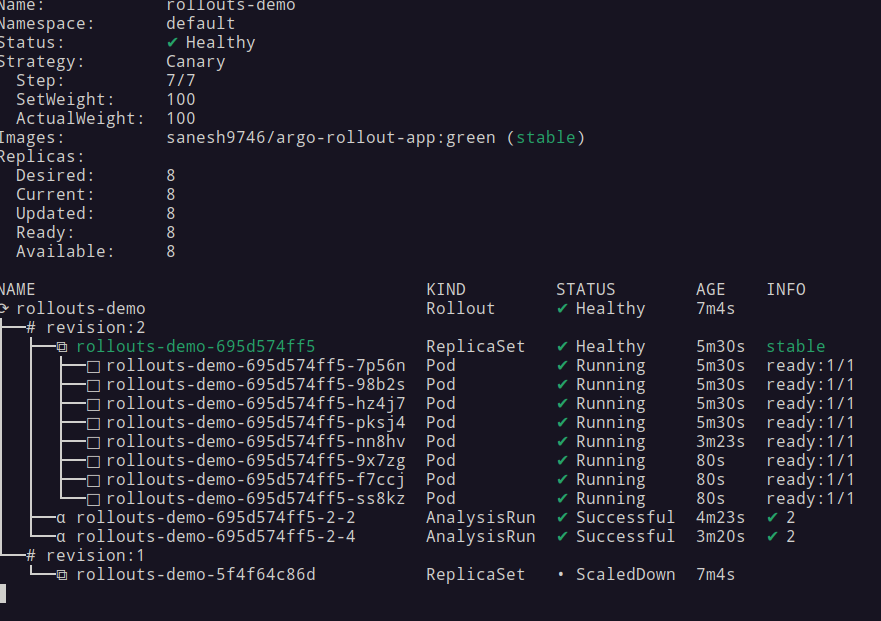 Name: rollouts-demo
Namespace: default
Status: ✔ Healthy
Strategy: Canary
Step: 7/7
SetWeight: 100
ActualWeight: 100
Images: sanesh9746/argo-rollout-app:green (stable)
Replicas:
Desired: 8
Current: 8
Updated: 8
Ready: 8
Available: 8
NAME KIND STATUS AGE INFO
⟳ rollouts-demo Rollout ✔ Healthy 7m4s
├──# revision:2
│  ├──⧉ rollouts-demo-695d574ff5 ReplicaSet ✔ Healthy 5m30s stable
│  │  ├──□ rollouts-demo-695d574ff5-7p56n Pod ✔ Running 5m30s ready:1/1
│  │  ├──□ rollouts-demo-695d574ff5-98b2s Pod ✔ Running 5m30s ready:1/1
│  │  ├──□ rollouts-demo-695d574ff5-hz4j7 Pod ✔ Running 5m30s ready:1/1
│  │  ├──□ rollouts-demo-695d574ff5-pksj4 Pod ✔ Running 5m30s ready:1/1
│  │  ├──□ rollouts-demo-695d574ff5-nn8hv Pod ✔ Running 3m23s ready:1/1
│  │  ├──□ rollouts-demo-695d574ff5-9x7zg Pod ✔ Running 80s ready:1/1
│  │  ├──□ rollouts-demo-695d574ff5-f7ccj Pod ✔ Running 80s ready:1/1
│  │  └──□ rollouts-demo-695d574ff5-ss8kz Pod ✔ Running 80s ready:1/1
│  ├──α rollouts-demo-695d574ff5-2-2 AnalysisRun ✔ Successful 4m23s ✔ 2
│  └──α rollouts-demo-695d574ff5-2-4 AnalysisRun ✔ Successful 3m20s ✔ 2
└──# revision:1
   └──⧉ rollouts-demo-5f4f64c86d ReplicaSet • ScaledDown 7m4s